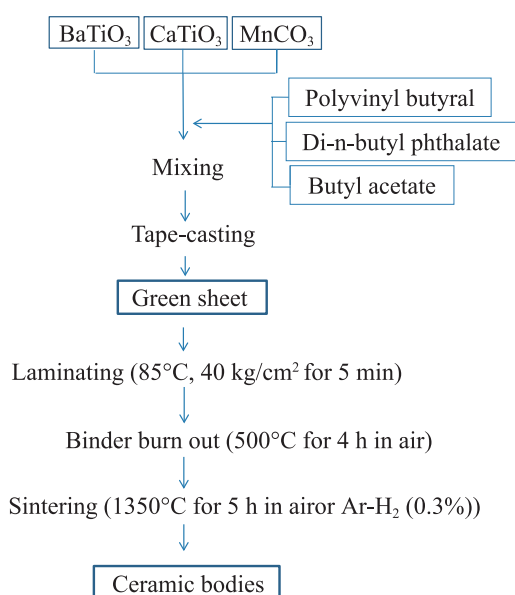 BaTiO₃ CaTiO₃ MnCO₃
Polyvinyl butyral
Di-n-butyl phthalate
Butyl acetate
Mixing
Tape-casting
Green sheet
Laminating (85°C, 40 kg/cm² for 5 min)
Binder burn out (500°C for 4 h in air)
Sintering (1350°C for 5 h in airor Ar-H₂ (0.3%))
Ceramic bodies